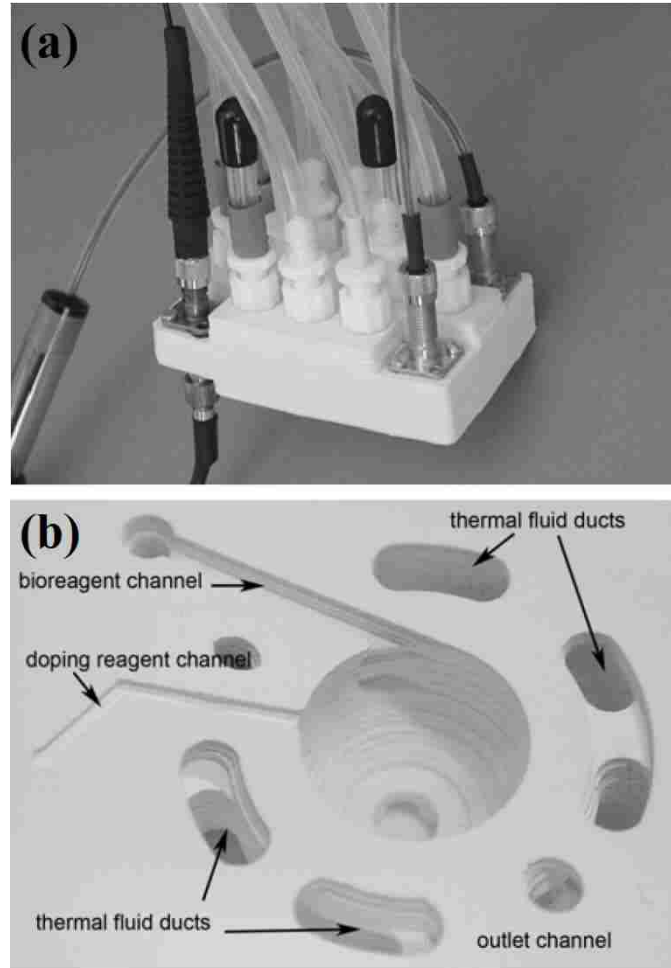 (a)
(b)
thermal fluid ducts
bioreagent channel
doping reagent channel
thermal fluid ducts
outlet channel